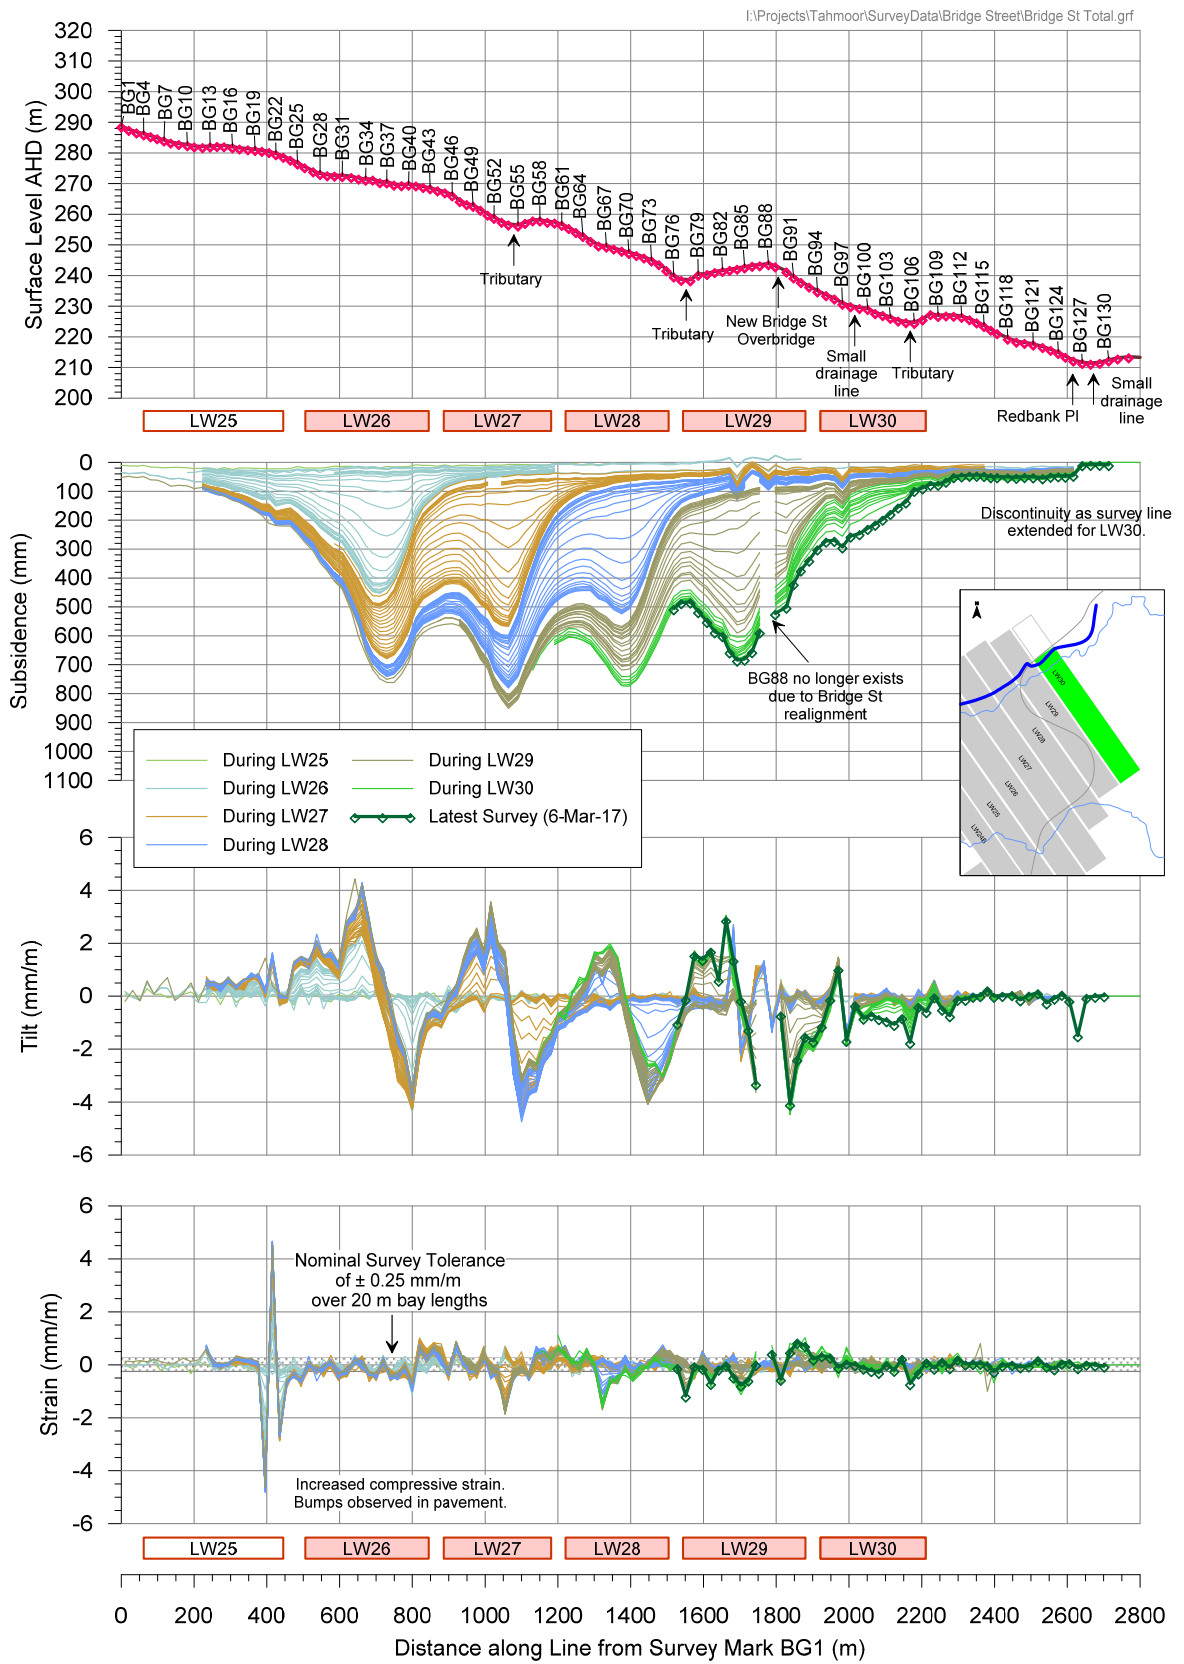 I:\Projects\Tahmoor\SurveyData\Bridge Street\Bridge St Total.grf
Surface Level AHD (m)
320
310
300
290
280
270
260
250
240
230
220
210
200
BG1
BG4
BG7
BG10
BG13
BG16
BG19
BG22
BG25
BG28
BG31
BG34
BG37
BG40
BG43
BG46
BG49
BG52
BG55
BG58
BG61
BG64
BG67
BG70
BG73
BG76
BG79
BG82
BG85
BG88
BG91
BG94
BG97
BG100
BG103
BG106
BG109
BG112
BG115
BG118
BG121
BG124
BG127
BG130
Tributary
Tributary
New Bridge St
Overbridge
Small
drainage
line
Tributary
Redbank Pl
Small
drainage
line
LW25
LW26
LW27
LW28
LW29
LW30
Subsidence (mm)
0
100
200
300
400
500
600
700
800
900
1000
1100
Discontinuity as survey line
extended for LW30.
BG88 no longer exists
due to Bridge St
realignment
During LW25
During LW26
During LW27
During LW28
During LW29
During LW30
Latest Survey (6-Mar-17)
LW30
LW29
LW28
LW27
LW26
LW25
LW24B
Tilt (mm/m)
6
4
2
0
-2
-4
-6
Strain (mm/m)
6
4
2
0
-2
-4
-6
Nominal Survey Tolerance
of ± 0.25 mm/m
over 20 m bay lengths
Increased compressive strain.
Bumps observed in pavement.
LW25
LW26
LW27
LW28
LW29
LW30
0
200
400
600
800
1000
1200
1400
1600
1800
2000
2200
2400
2600
2800
Distance along Line from Survey Mark BG1 (m)